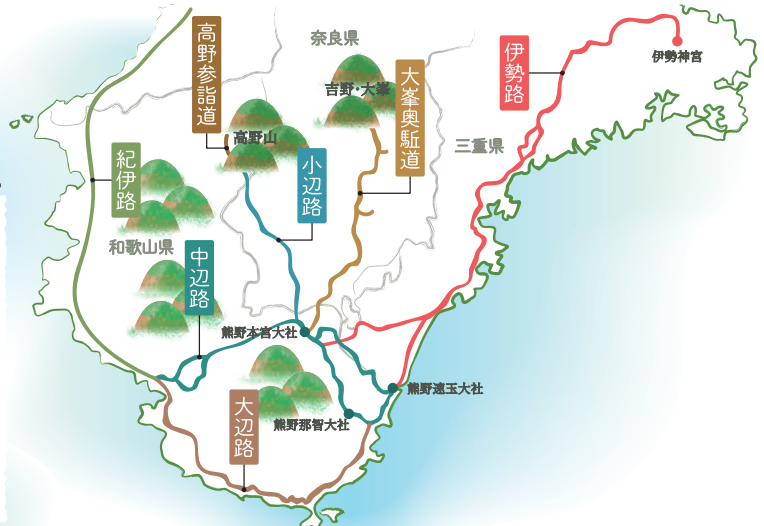 高野参詣道
奈良県
伊勢路
伊勢神宮
大峯奥駈道
吉野・大峯
高野山
三重県
紀伊路
小辺路
和歌山県
中辺路
熊野本宮大社
熊野速玉大社
大辺路
熊野那智大社